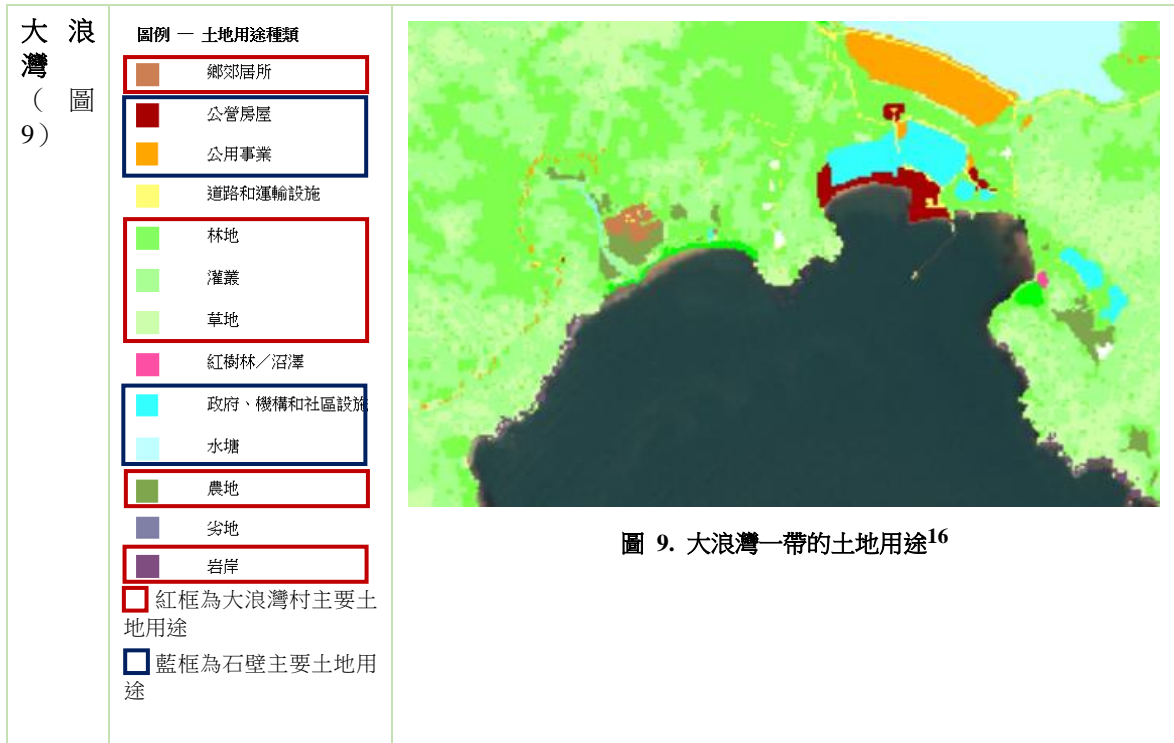 大浪
灣
（圖
9）
圖例 — 土地用途種類
鄉郊居所
公營房屋
公用事業
道路和運輸設施
林地
灌叢
草地
紅樹林／沼澤
政府、機構和社區設施
水塘
農地
劣地
岩岸
紅框為大浪灣村主要土
地用途
藍框為石壁主要土地用
途
圖 9. 大浪灣一帶的土地用途16